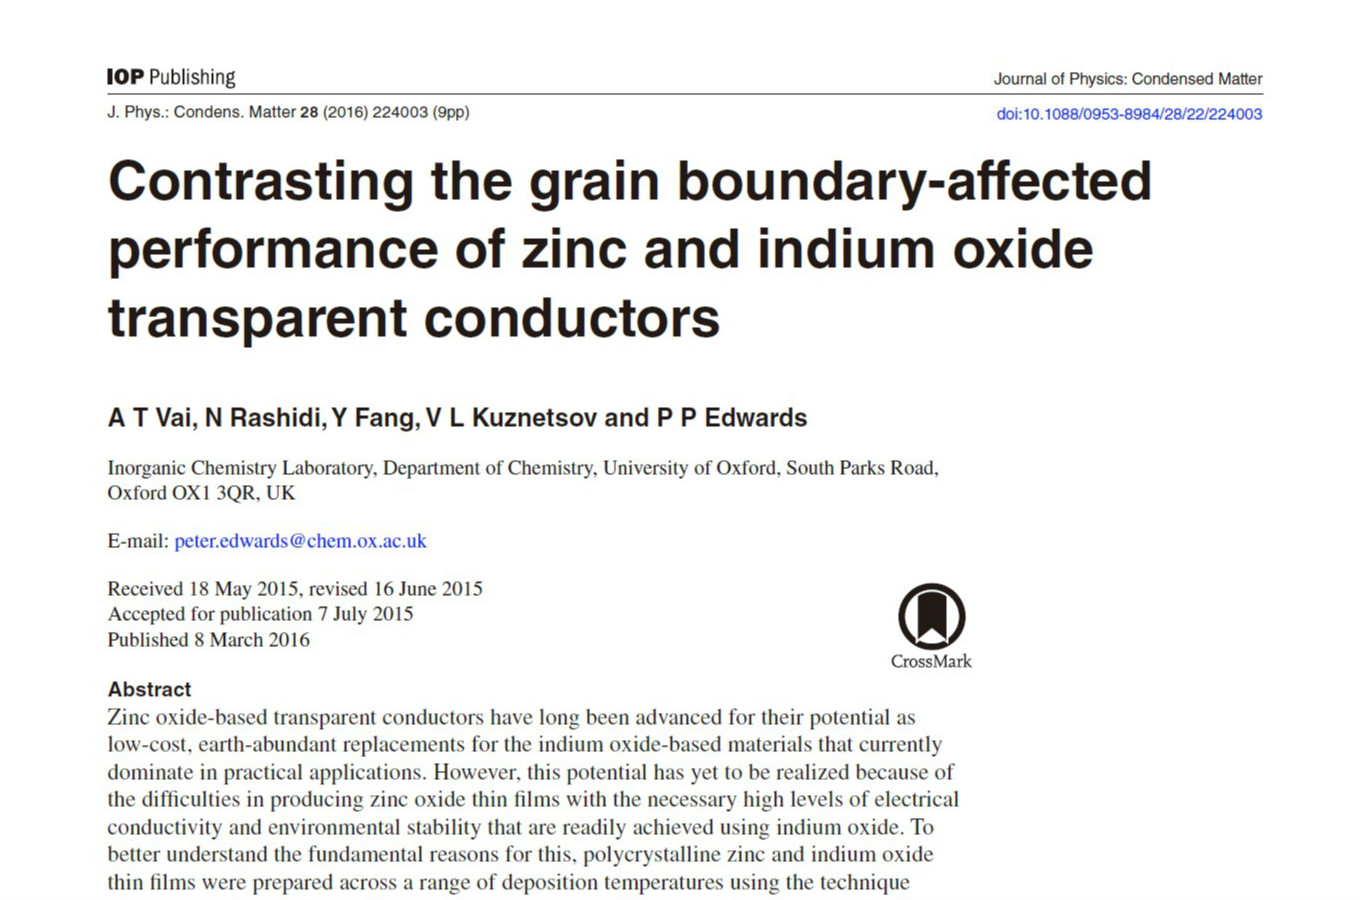 IOP Publishing
Journal of Physics: Condensed Matter
J. Phys.: Condens. Matter 28 (2016) 224003 (9pp)
doi:10.1088/0953-8984/28/22/224003
Contrasting the grain boundary-affected
performance of zinc and indium oxide
transparent conductors
A T Vai, N Rashidi, Y Fang, V L Kuznetsov and P P Edwards
Inorganic Chemistry Laboratory, Department of Chemistry, University of Oxford, South Parks Road,
Oxford OX1 3QR, UK
E-mail: peter.edwards@chem.ox.ac.uk
Received 18 May 2015, revised 16 June 2015
Accepted for publication 7 July 2015
Published 8 March 2016
CrossMark
Abstract
Zinc oxide-based transparent conductors have long been advanced for their potential as
low-cost, earth-abundant replacements for the indium oxide-based materials that currently
dominate in practical applications. However, this potential has yet to be realized because of
the difficulties in producing zinc oxide thin films with the necessary high levels of electrical
conductivity and environmental stability that are readily achieved using indium oxide. To
better understand the fundamental reasons for this, polycrystalline zinc and indium oxide
thin films were prepared across a range of deposition temperatures using the technique